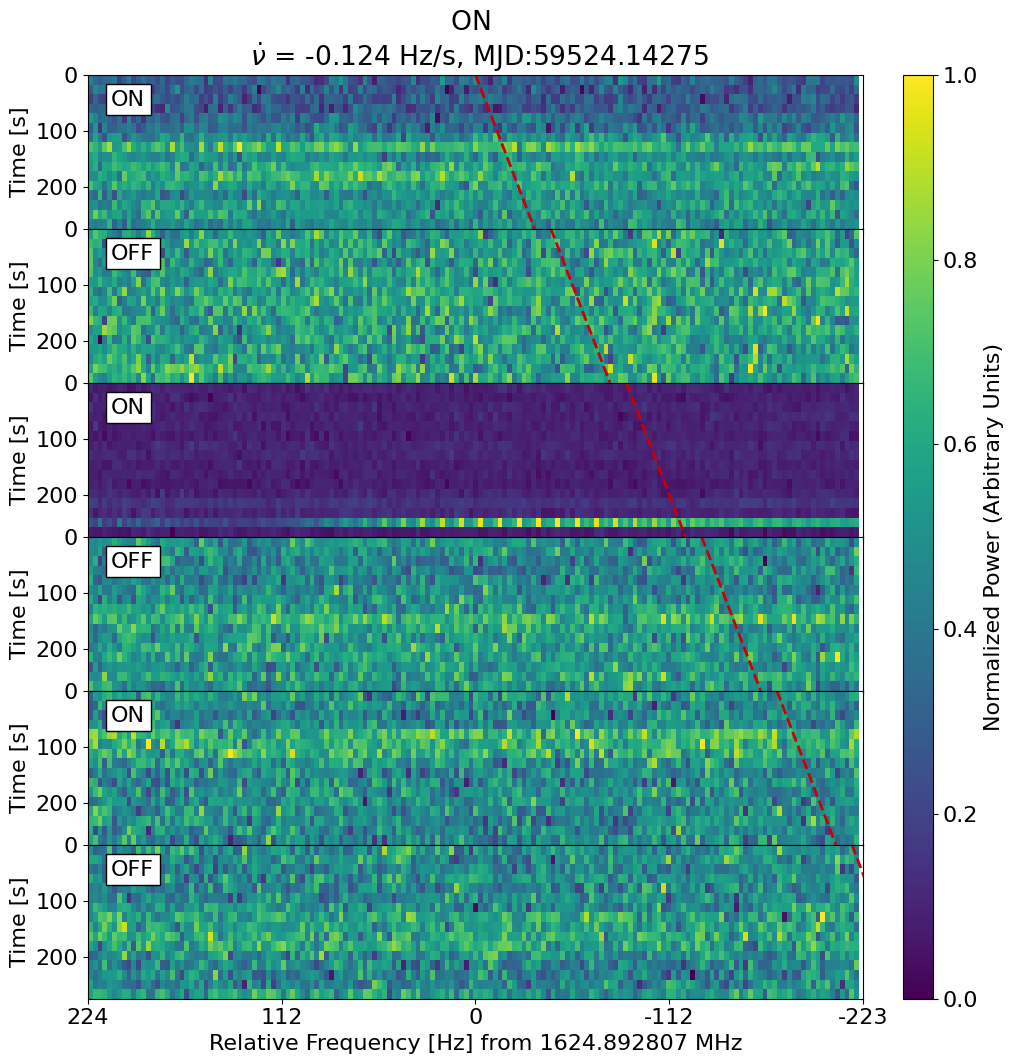 ON
ν̇ = -0.124 Hz/s, MJD:59524.14275
0
ON
100
200
Time [s]
0
OFF
100
200
Time [s]
0
ON
100
200
Time [s]
0
OFF
100
200
Time [s]
0
ON
100
200
Time [s]
0
OFF
100
200
Time [s]
224 112 0 -112 -223
Relative Frequency [Hz] from 1624.892807 MHz
1.0
0.8
0.6
0.4
0.2
0.0
Normalized Power (Arbitrary Units)